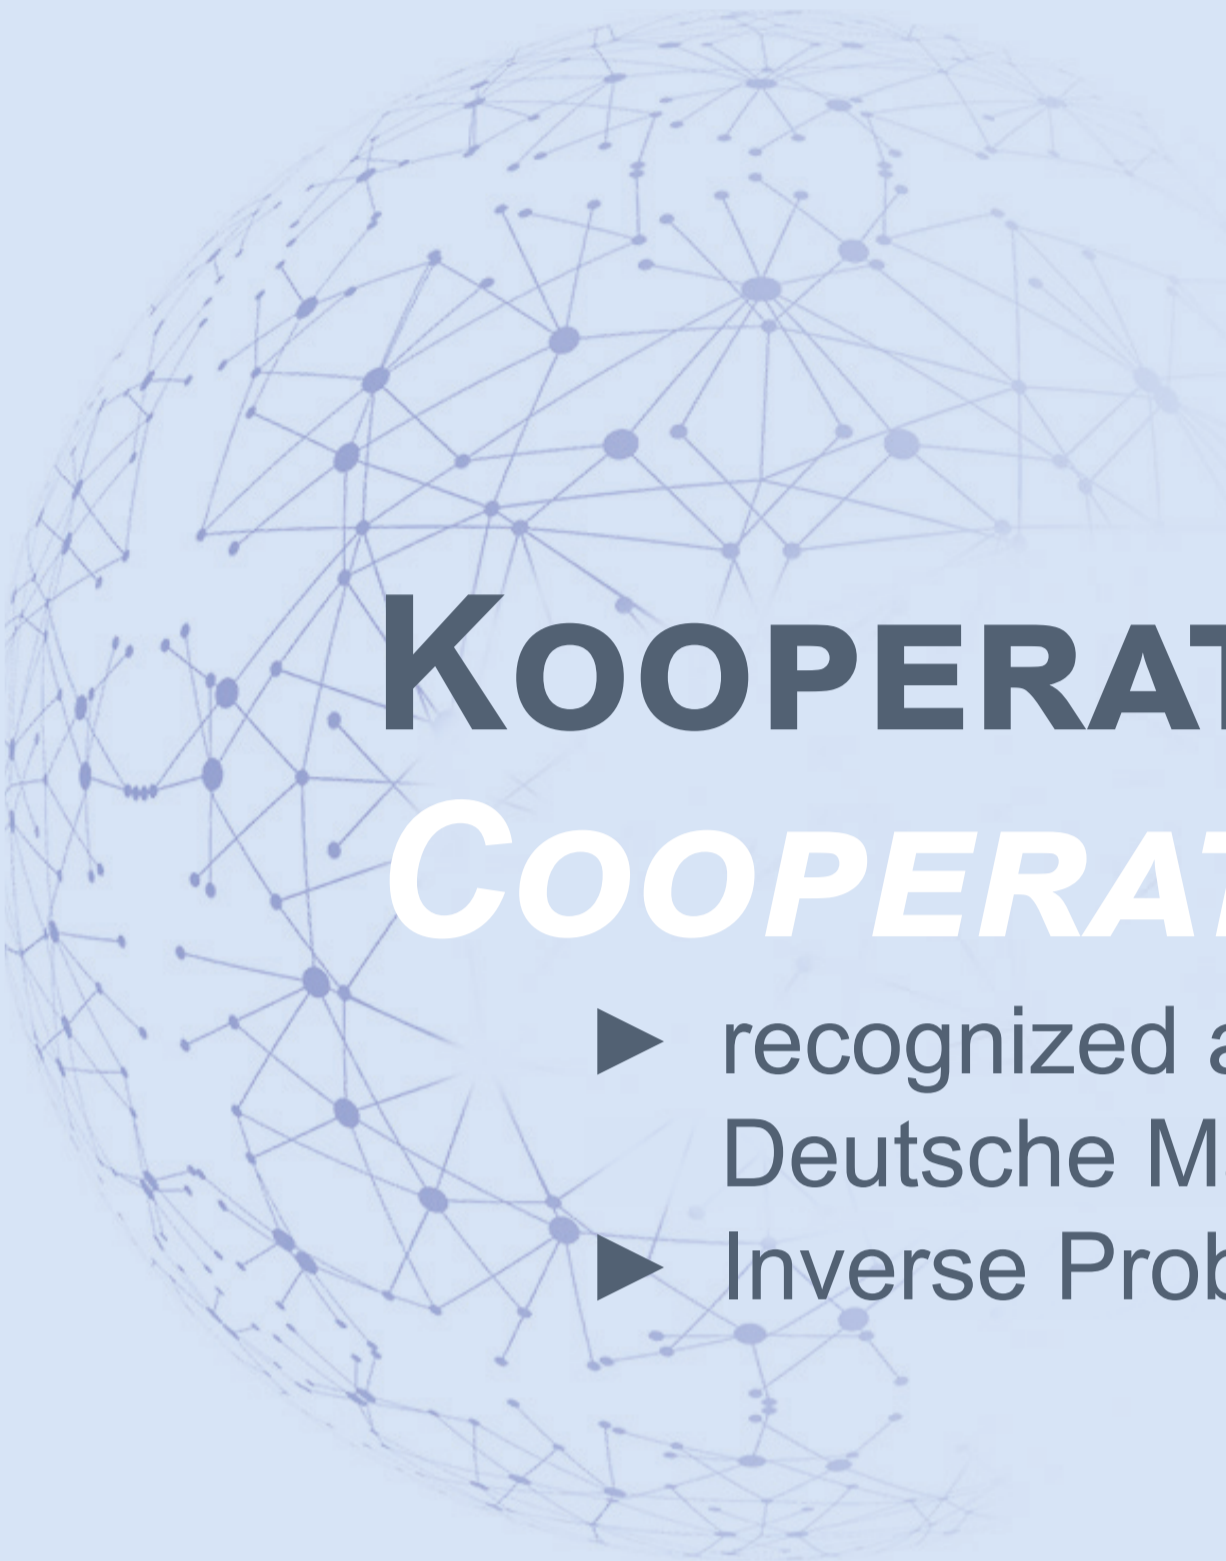 KOOPERAT
COOPERAT
► recognized a
Deutsche M
► Inverse Prob